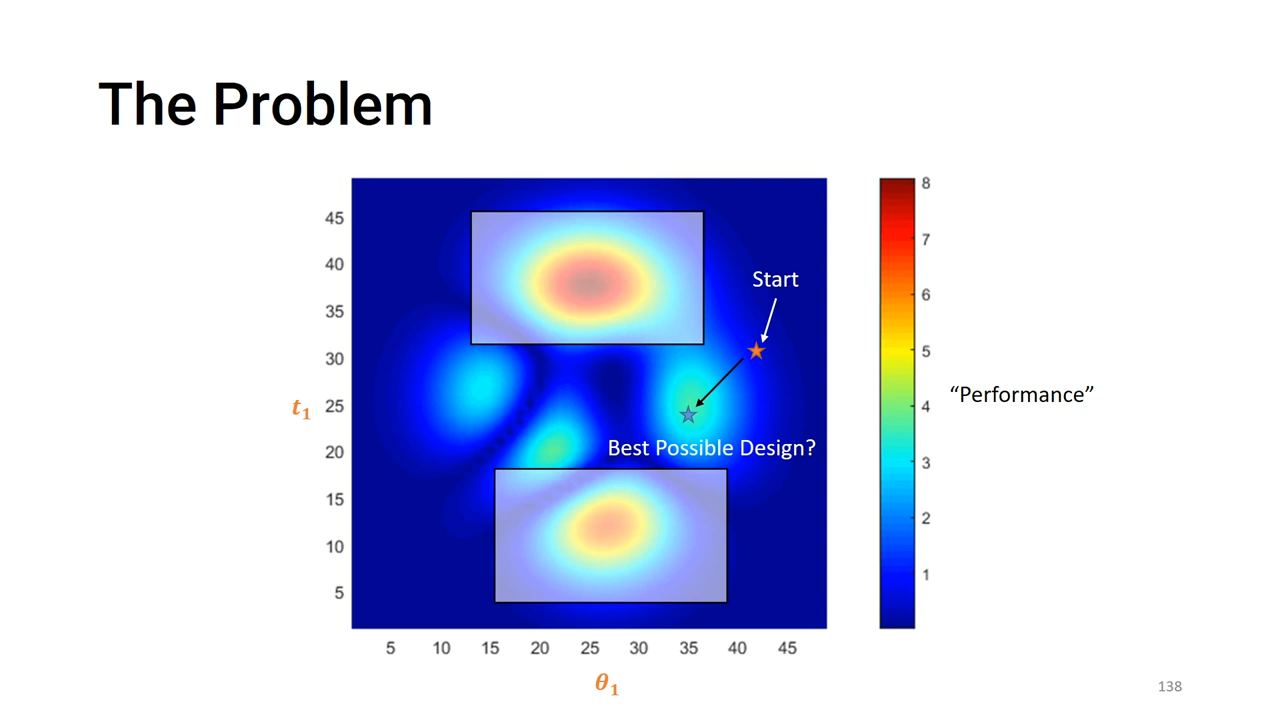 The Problem
45
40
35
30
25
20
15
10
5
t₁
5 10 15 20 25 30 35 40 45
θ₁
Start
Best Possible Design?
8
7
6
5
4
3
2
1
“Performance”
138